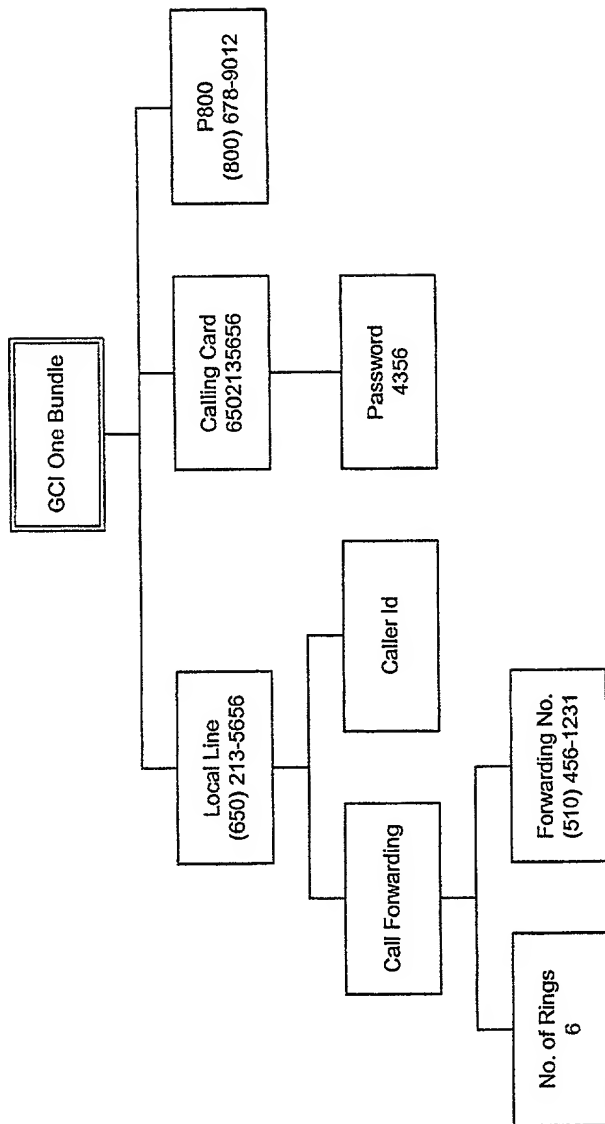 GCI One Bundle
Local Line
(650) 213-5656
Calling Card
6502135656
P800
(800) 678-9012
Call Forwarding
Caller Id
Password
4356
No. of Rings
6
Forwarding No.
(510) 456-1231